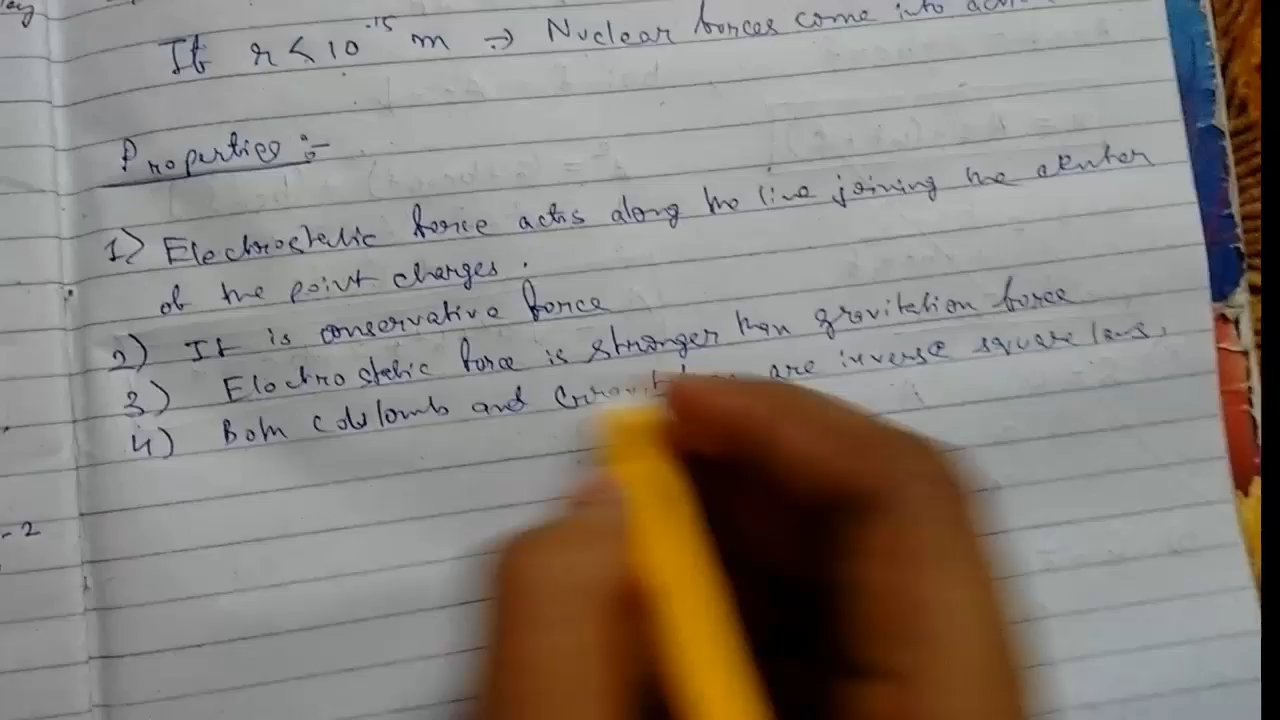 If r < 10^-15 m → Nuclear forces come into
Properties :-
1) Electrostatic force acts along the line joining the center
of the point charges.
2) It is conservative force
3) Electrostatic force is stronger than gravitation force
4) Both coulomb and are inverse square laws.
-2